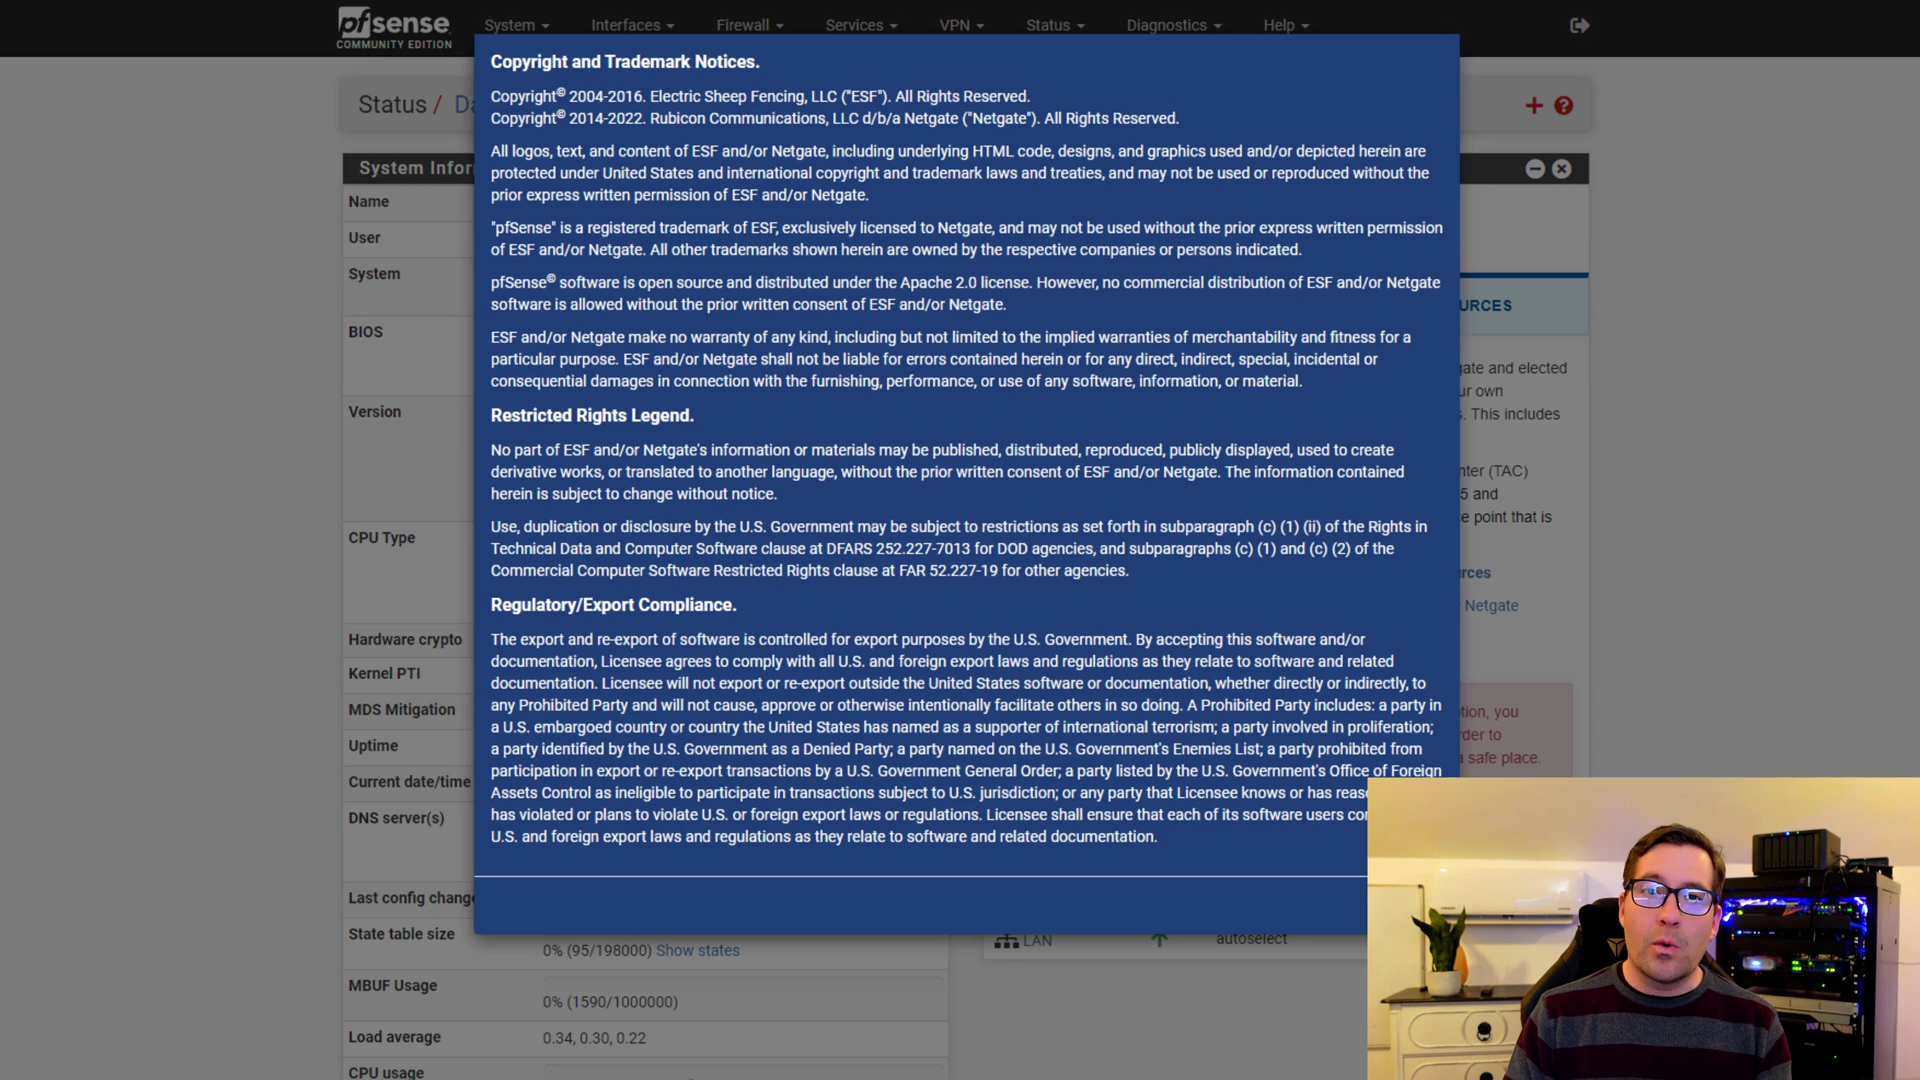 pfsense
COMMUNITY EDITION
System
Interfaces
Firewall
Services
VPN
Status
Diagnostics
Help
Status /
System
Name
User
System
BIOS
Version
CPU Type
Hardware crypto
Kernel PTI
MDS Mitigation
Uptime
Current date/time
DNS server(s)
Last config
State table size
0% (95/198000) Show states
MBUF Usage
0% (1590/1000000)
Load average
0.34, 0.30, 0.22
CPU usage
Copyright and Trademark Notices.
Copyright© 2004-2016. Electric Sheep Fencing, LLC ("ESF"). All Rights Reserved.
Copyright© 2014-2022. Rubicon Communications, LLC d/b/a Netgate ("Netgate"). All Rights Reserved.
All logos, text, and content of ESF and/or Netgate, including underlying HTML code, designs, and graphics used and/or depicted herein are
protected under United States and international copyright and trademark laws and treaties, and may not be used or reproduced without the
prior express written permission of ESF and/or Netgate.
"pfSense" is a registered trademark of ESF, exclusively licensed to Netgate, and may not be used without the prior express written permission
of ESF and/or Netgate. All other trademarks shown herein are owned by the respective companies or persons indicated.
pfSense© software is open source and distributed under the Apache 2.0 license. However, no commercial distribution of ESF and/or Netgate
software is allowed without the prior written consent of ESF and/or Netgate.
ESF and/or Netgate make no warranty of any kind, including but not limited to the implied warranties of merchantability and fitness for a
particular purpose. ESF and/or Netgate shall not be liable for errors contained herein or for any direct, indirect, special, incidental or
consequential damages in connection with the furnishing, performance, or use of any software, information, or material.
Restricted Rights Legend.
No part of ESF and/or Netgate's information or materials may be published, distributed, reproduced, publicly displayed, used to create
derivative works, or translated to another language, without the prior written consent of ESF and/or Netgate. The information contained
herein is subject to change without notice.
Use, duplication or disclosure by the U.S. Government may be subject to restrictions as set forth in subparagraph (c) (1) (ii) of the Rights in
Technical Data and Computer Software clause at DFARS 252.227-7013 for DOD agencies, and subparagraphs (c) (1) and (c) (2) of the
Commercial Computer Software Restricted Rights clause at FAR 52.227-19 for other agencies.
Regulatory/Export Compliance.
The export and re-export of software is controlled for export purposes by the U.S. Government. By accepting this software and/or
documentation, Licensee agrees to comply with all U.S. and foreign export laws and regulations as they relate to software and related
documentation. Licensee will not export or re-export outside the United States software or documentation, whether directly or indirectly, to
any Prohibited Party and will not cause, approve or otherwise intentionally facilitate others in so doing. A Prohibited Party includes: a party in
a U.S. embargoed country or country the United States has named as a supporter of international terrorism; a party involved in proliferation;
a party identified by the U.S. Government as a Denied Party; a party named on the U.S. Government's Enemies List; a party prohibited from
participation in export or re-export transactions by a U.S. Government General Order; a party listed by the U.S. Government's Office of Foreign
Assets Control as ineligible to participate in transactions subject to U.S. jurisdiction; or any party that Licensee knows or has
has violated or plans to violate U.S. or foreign export laws or regulations. Licensee shall ensure that each of its software users
U.S. and foreign export laws and regulations as they relate to software and related documentation.
and elected
own
This includes
(TAC)
and
point that is
Netgate
you
to
safe place.
LAN
autoselect